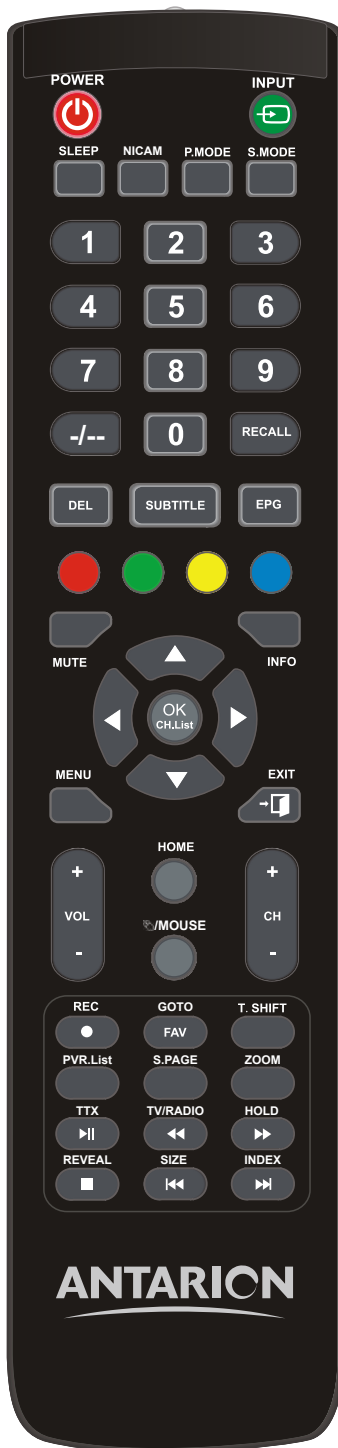 POWER INPUT
SLEEP NICAM P.MODE S.MODE
1 2 3
4 5 6
7 8 9
-/-- 0 RECALL
DEL SUBTITLE EPG
MUTE INFO
OK
CH.List
MENU EXIT
HOME
+ +
VOL CH
/MOUSE
- -
REC GOTO T. SHIFT
FAV
PVR.List S.PAGE ZOOM
TTX TV/RADIO HOLD
REVEAL SIZE INDEX
ANTARION